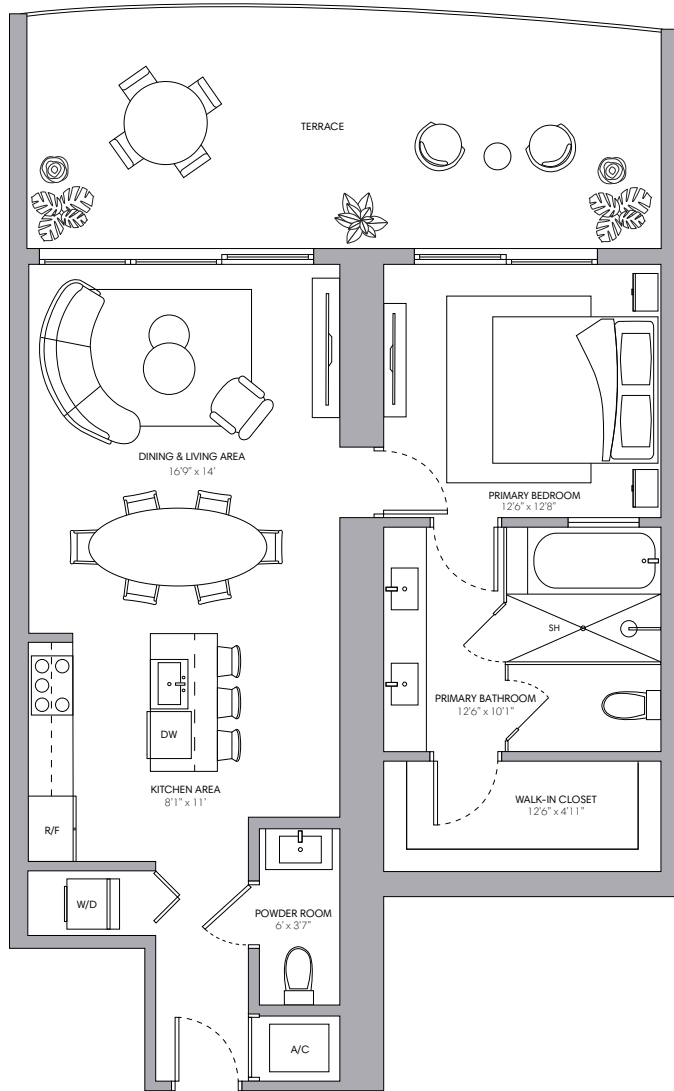 TERRACE
DINING & LIVING AREA
16'9" x 14'
PRIMARY BEDROOM
12'6" x 12'8"
SH
PRIMARY BATHROOM
12'6" x 10'1"
DW
KITCHEN AREA
8'1" x 11'
WALK-IN CLOSET
12'6" x 4'11"
R/F
W/D
POWDER ROOM
6' x 3'7"
A/C